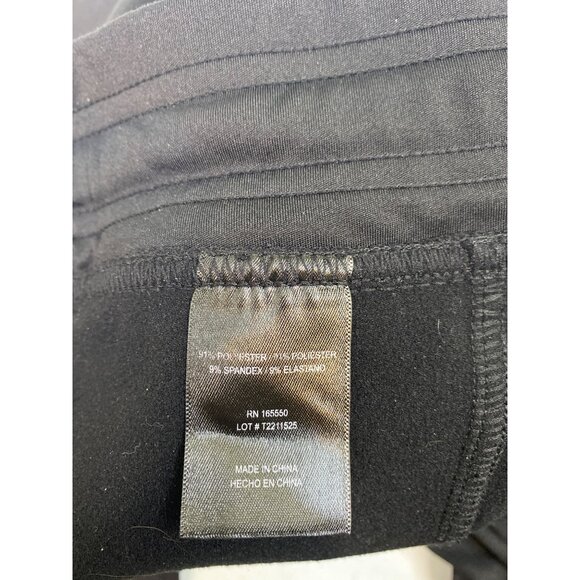 91% POLYESTER / 91% POLIESTER
9% SPANDEX / 9% ELASTANO
RN 165550
LOT # T2211525
MADE IN CHINA
HECHO EN CHINA